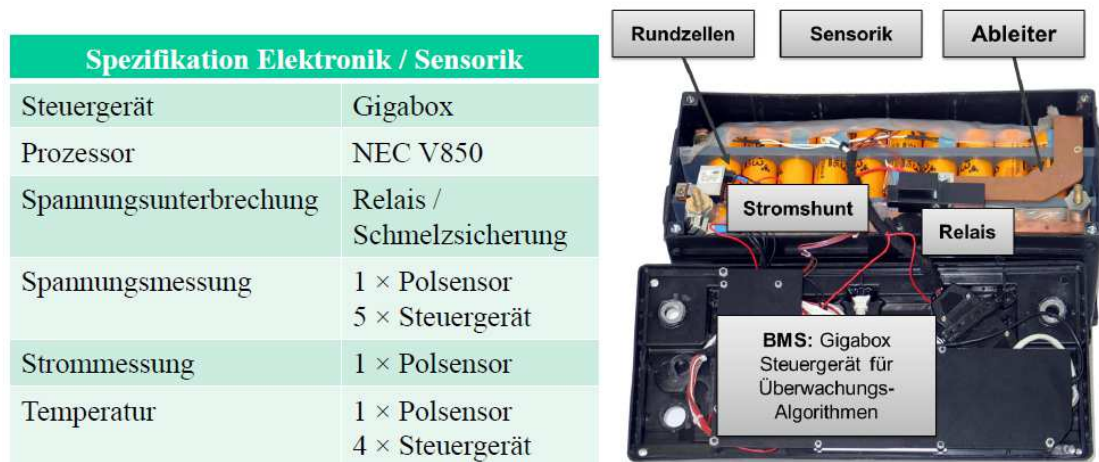 Spezifikation Elektronik / Sensorik
Steuergerät Gigabox
Prozessor NEC V850
Spannungsunterbrechung Relais /
Schmelzsicherung
Spannungsmessung 1 × Polsensor
5 × Steuergerät
Strommessung 1 × Polsensor
Temperatur 1 × Polsensor
4 × Steuergerät
Rundzellen
Sensorik
Ableiter
Stromshunt
Relais
BMS: Gigabox
Steuergerät für
Überwachungs-
Algorithmen